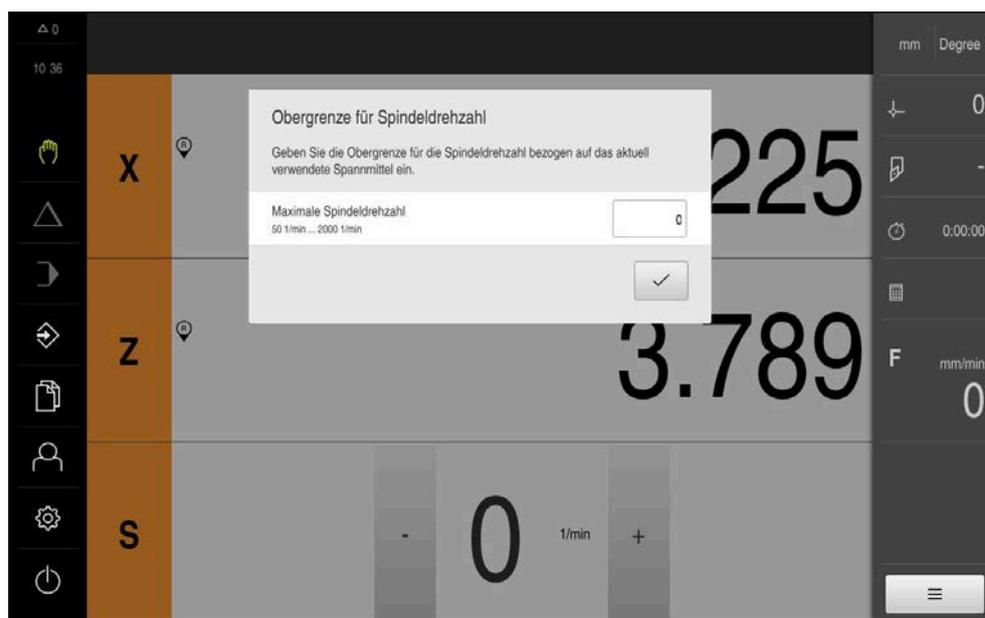 0
10 36
mm Degree
X
R
225
Obergrenze für Spindeldrehzahl
Geben Sie die Obergrenze für die Spindeldrehzahl bezogen auf das aktuell
verwendete Spannmittel ein.
Maximale Spindeldrehzahl
50 1/min ... 2000 1/min
0
Z
R
3.789
S
-
0
1/min
+
0
-
0:00:00
F
mm/min
0